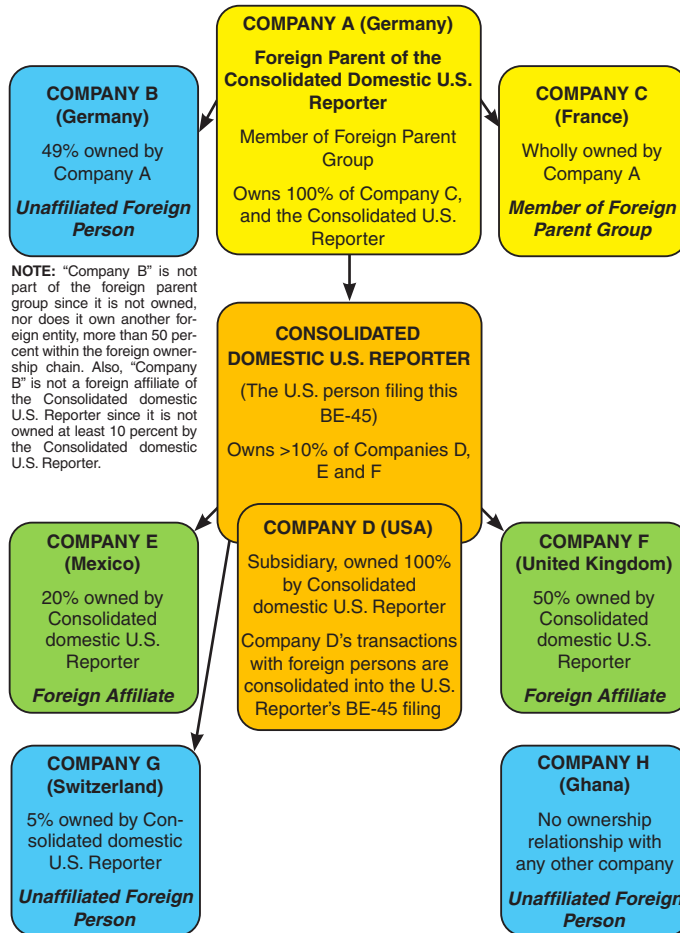 COMPANY A (Germany)
Foreign Parent of the
Consolidated Domestic U.S.
Reporter
Member of Foreign Parent
Group
Owns 100% of Company C,
and the Consolidated U.S.
Reporter
COMPANY B
(Germany)
49% owned by
Company A
Unaffiliated Foreign
Person
COMPANY C
(France)
Wholly owned by
Company A
Member of Foreign
Parent Group
NOTE: “Company B” is not
part of the foreign parent
group since it is not owned,
nor does it own another for-
eign entity, more than 50 per-
cent within the foreign owner-
ship chain. Also, “Company
B” is not a foreign affiliate of
the Consolidated domestic
U.S. Reporter since it is not
owned at least 10 percent by
the Consolidated domestic
U.S. Reporter.
CONSOLIDATED
DOMESTIC U.S. REPORTER
(The U.S. person filing this
BE-45)
Owns >10% of Companies D,
E and F
COMPANY E
(Mexico)
20% owned by
Consolidated
domestic U.S.
Reporter
Foreign Affiliate
COMPANY D (USA)
Subsidiary, owned 100%
by Consolidated
domestic U.S. Reporter
Company D’s transactions
with foreign persons are
consolidated into the U.S.
Reporter’s BE-45 filing
COMPANY F
(United Kingdom)
50% owned by
Consolidated
domestic U.S.
Reporter
Foreign Affiliate
COMPANY G
(Switzerland)
5% owned by Con-
solidated domestic
U.S. Reporter
Unaffiliated Foreign
Person
COMPANY H
(Ghana)
No ownership
relationship with
any other company
Unaffiliated Foreign
Person